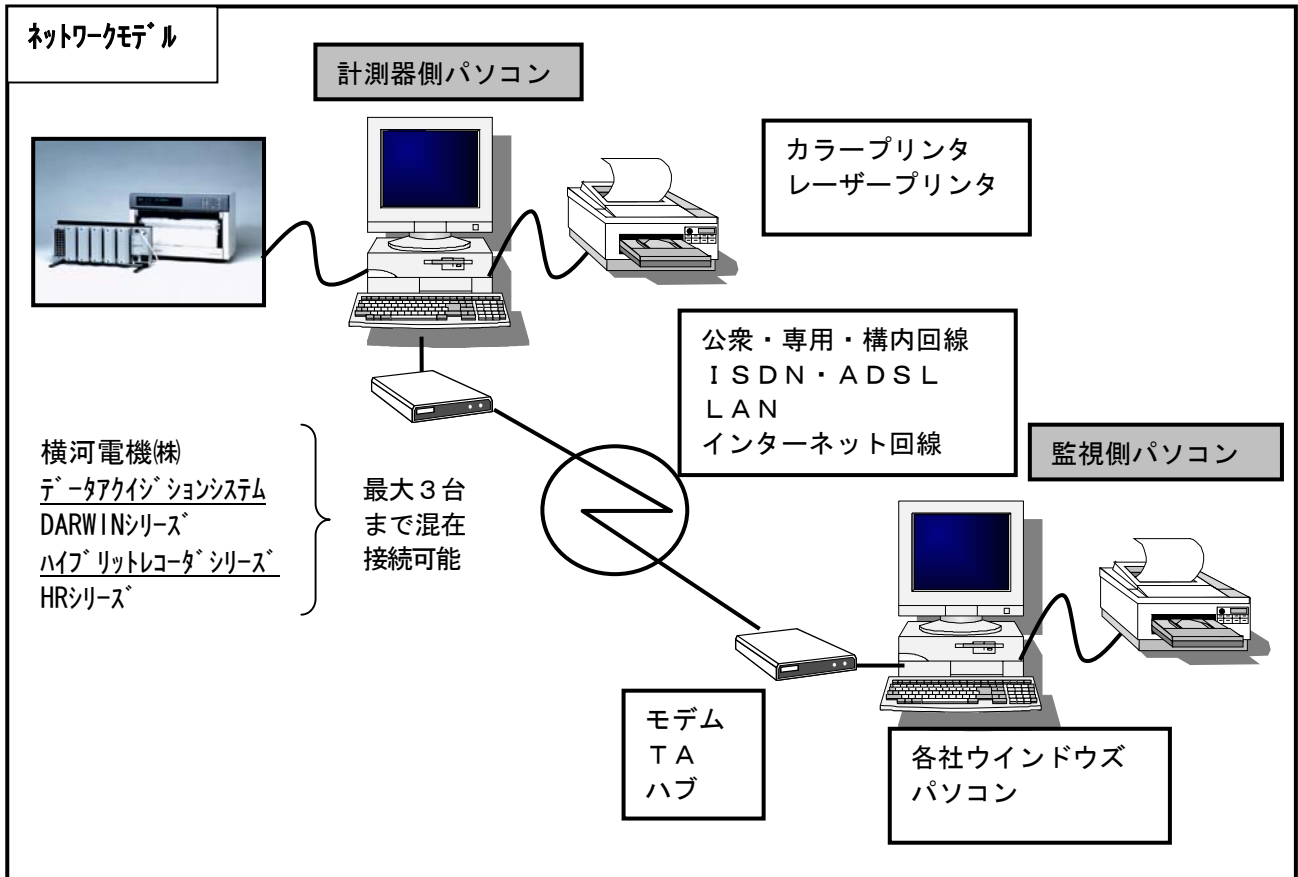 ﾈｯﾄﾜｰｸﾓﾃﾞﾙ
計測器側パソコン
カラープリンタ
レーザープリンタ
公衆・専用・構内回線
ＩＳＤＮ・ＡＤＳＬ
ＬＡＮ
インターネット回線
監視側パソコン
横河電機㈱
ﾃﾞｰﾀｱｸｲｼﾞｼｮﾝｼｽﾃﾑ
DARWINｼﾘｰｽﾞ
ﾊｲﾌﾞﾘｯﾄﾚｺｰﾀﾞｼﾘｰｽﾞ
HRｼﾘｰｽﾞ
最大３台
まで混在
接続可能
モデム
ＴＡ
ハブ
各社ウインドウズ
パソコン